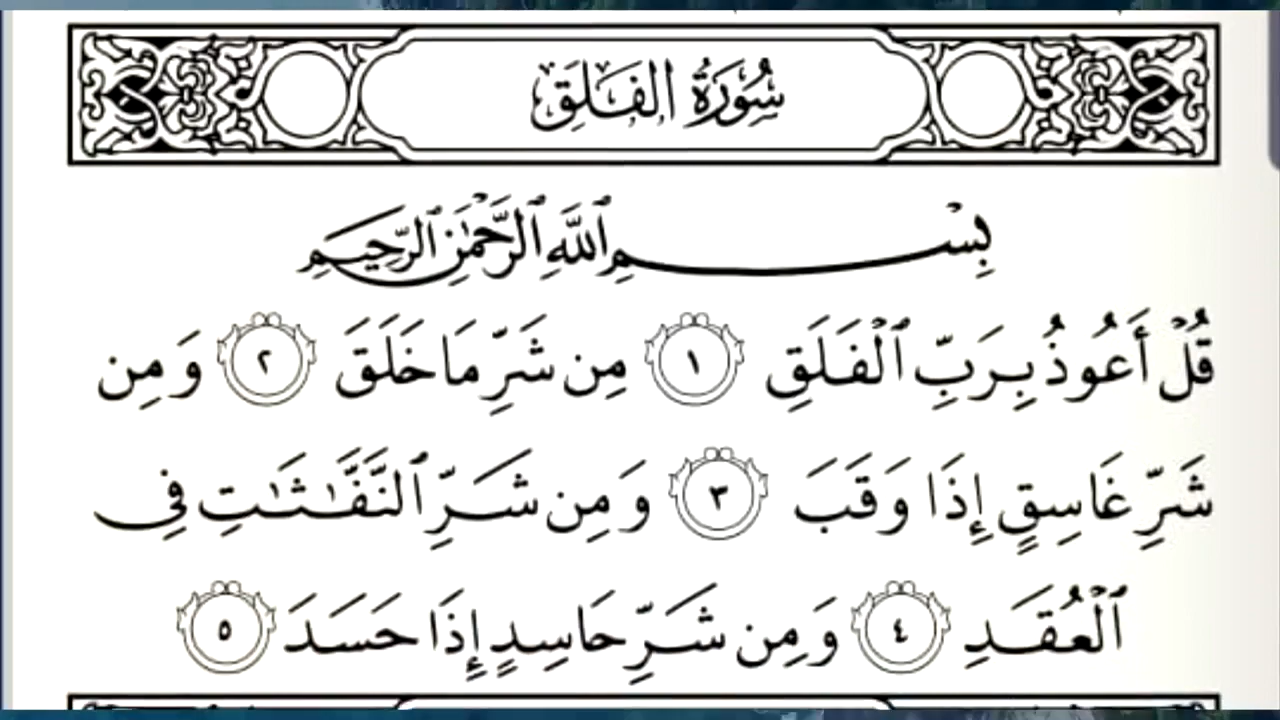 سُورَةُ الفَلَقِ
بِسْمِ ٱللَّهِ ٱلرَّحْمَٰنِ ٱلرَّحِيمِ
قُلْ أَعُوذُ بِرَبِّ ٱلْفَلَقِ ١ مِن شَرِّ مَا خَلَقَ ٢ وَمِن
شَرِّ غَاسِقٍ إِذَا وَقَبَ ٣ وَمِن شَرِّ ٱلنَّفَّٰثَٰتِ فِى
ٱلْعُقَدِ ٤ وَمِن شَرِّ حَاسِدٍ إِذَا حَسَدَ ٥